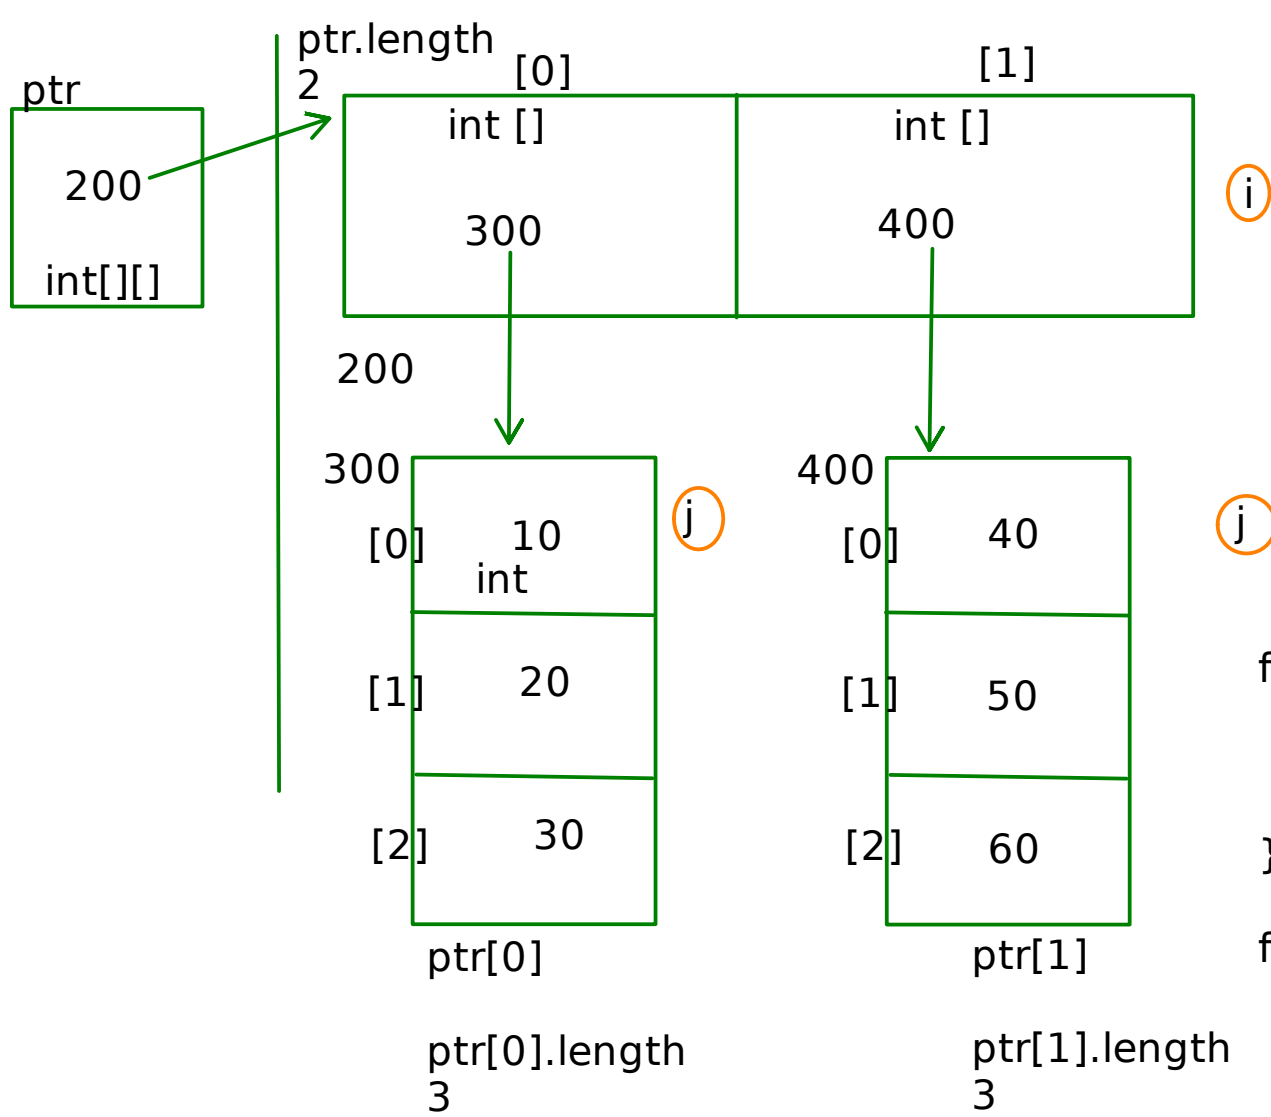 ptr.length
2
[0]
[1]
ptr
int []
int []
200
i
300
400
int[][]
200
300
400
[0]
10
int
j
[0]
40
j
[1]
20
[1]
50
f
[2]
30
[2]
60
}
ptr[0]
ptr[1]
f
ptr[0].length
3
ptr[1].length
3